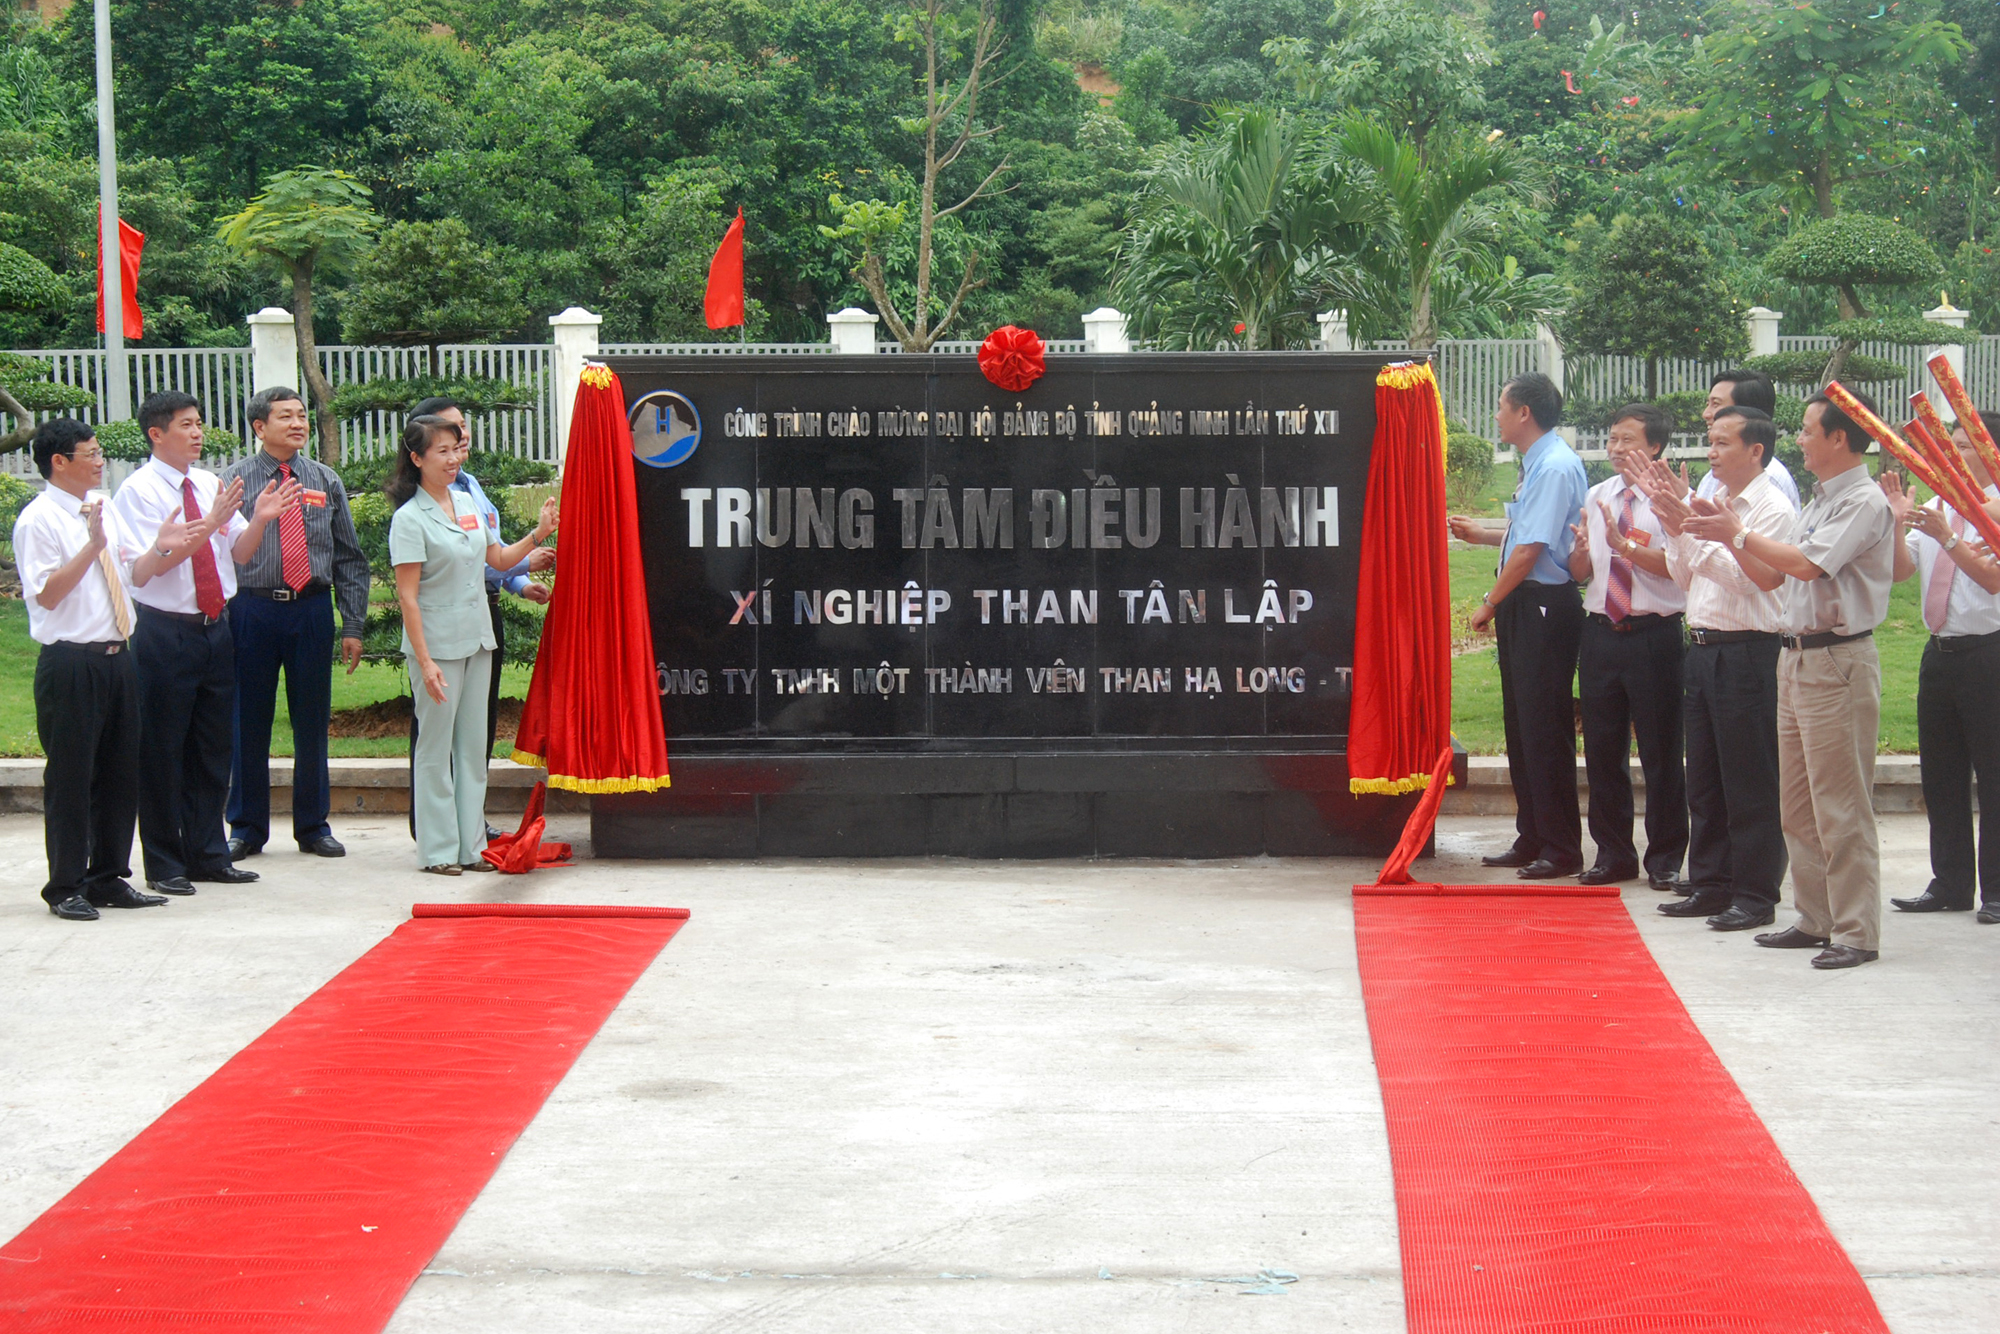 H
CÔNG TRÌNH CHÀO MỪNG ĐẠI HỘI ĐẢNG BỘ TỈNH QUẢNG NINH LẦN THỨ XIII
TRUNG TÂM ĐIỀU HÀNH
XÍ NGHIỆP THAN TÂN LẬP
ÔNG TY TNHH MỘT THÀNH VIÊN THAN HẠ LONG - T